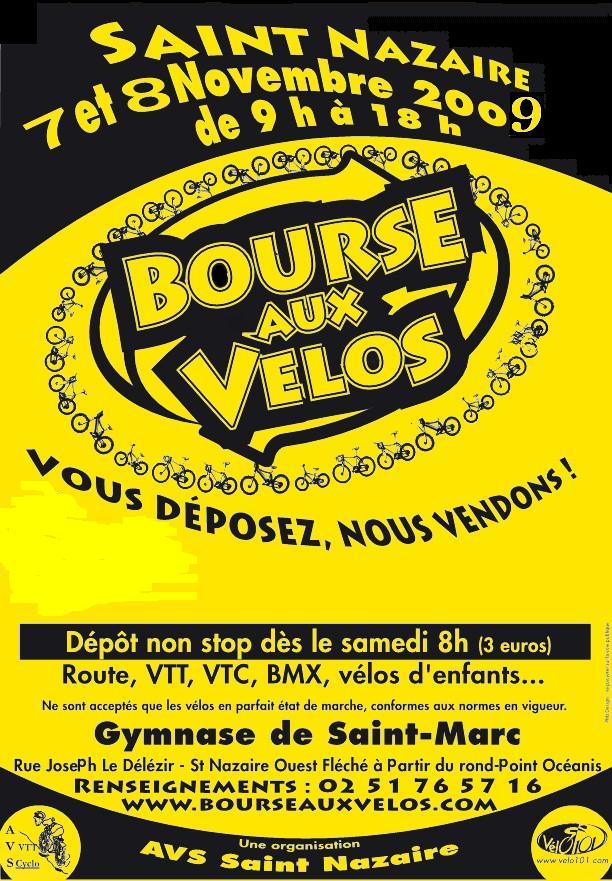 SAINT NAZAIRE
7 et 8 Novembre 2009
de 9 h à 18 h
BOURSE
AUX
VELOS
VOUS DÉPOSEZ, NOUS VENDONS !
Dépôt non stop dès le samedi 8h (3 euros)
Route, VTT, VTC, BMX, vélos d'enfants...
Ne sont acceptés que les vélos en parfait état de marche, conformes aux normes en vigueur.
Gymnase de Saint-Marc
Rue JosePh Le Délézir - St Nazaire Ouest Fléché à Partir du rond-Point Océanis
RENSEIGNEMENTS : 02 51 76 57 16
WWW.BOURSEAUXVELOS.COM
Une organisation
AVS Saint Nazaire
A
V VTT
S Cyclo
VélO101
www.velo101.com